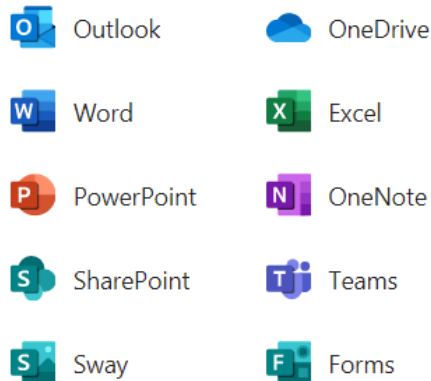 O Outlook OneDrive
W Word X Excel
P PowerPoint N OneNote
S SharePoint T Teams
S Sway F Forms